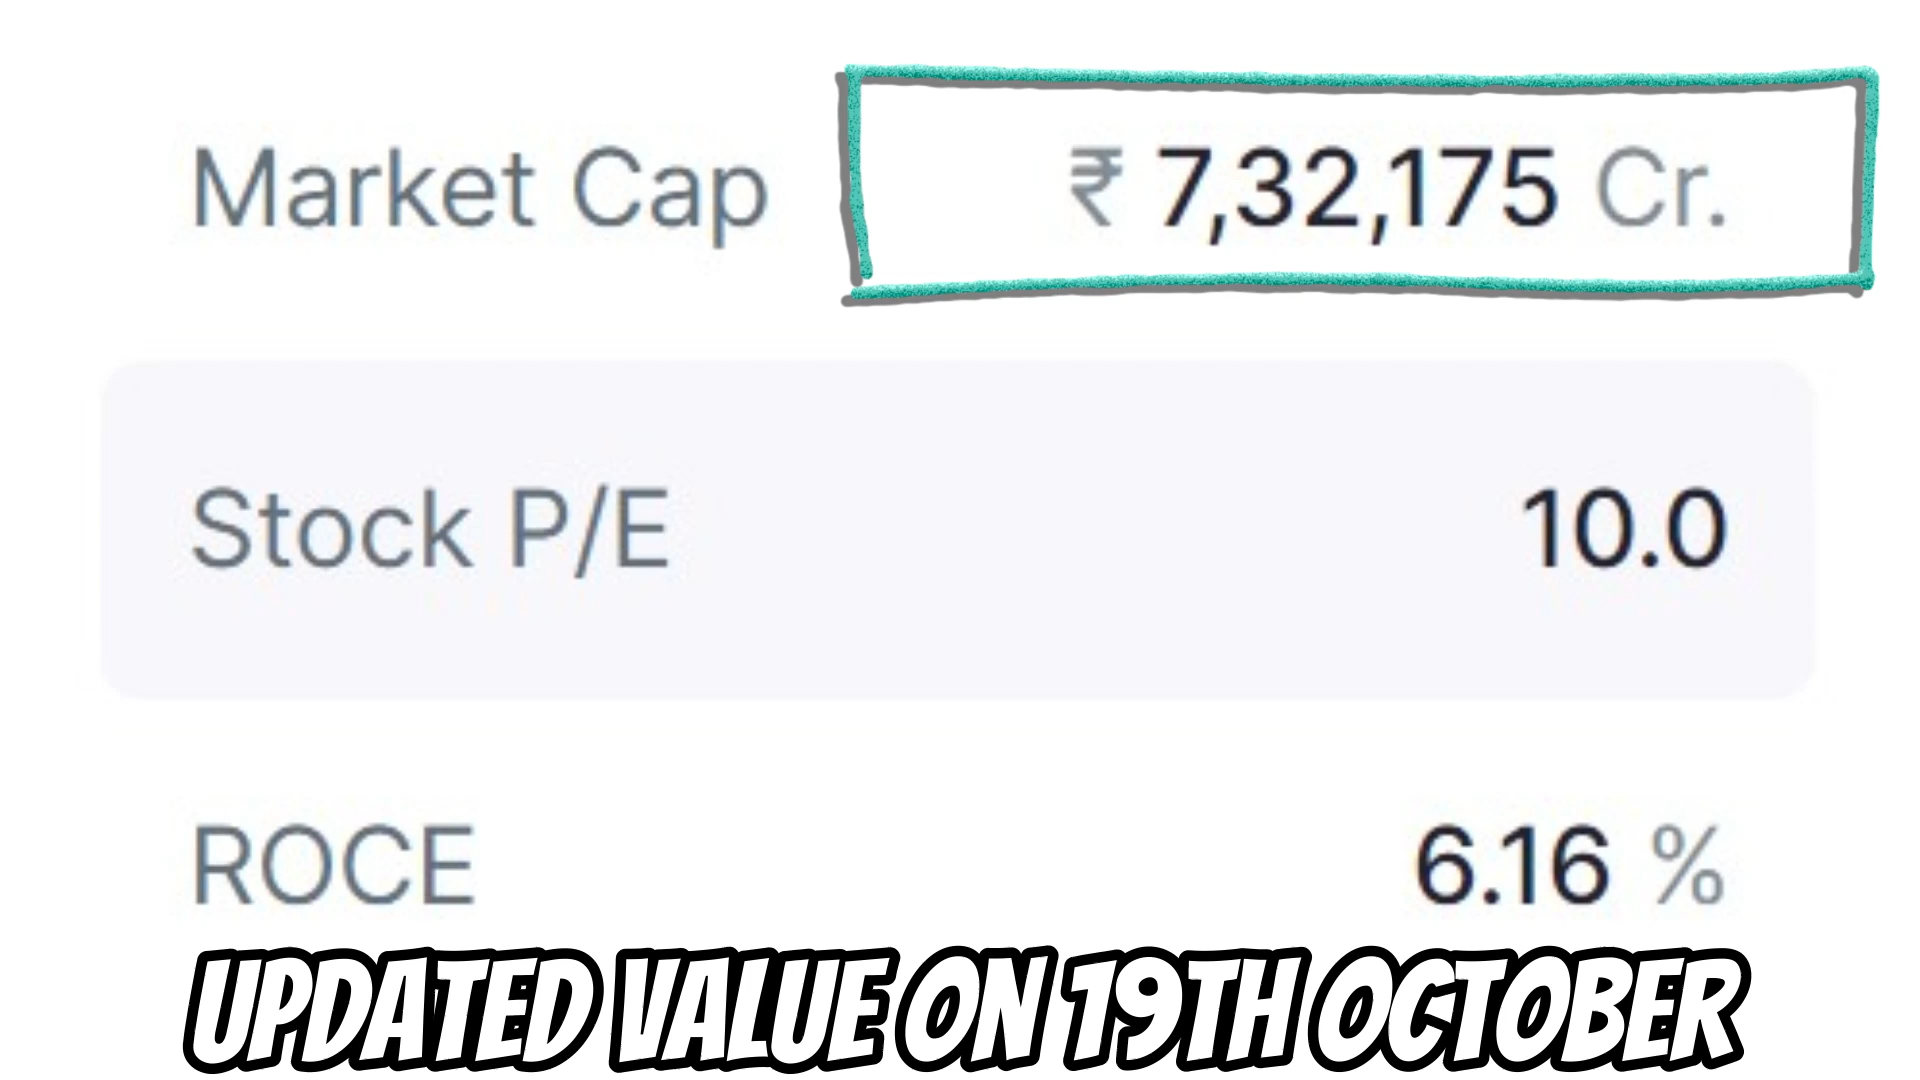 Market Cap ₹ 7,32,175 Cr.
Stock P/E 10.0
ROCE 6.16 %
UPDATED VALUE ON 19TH OCTOBER